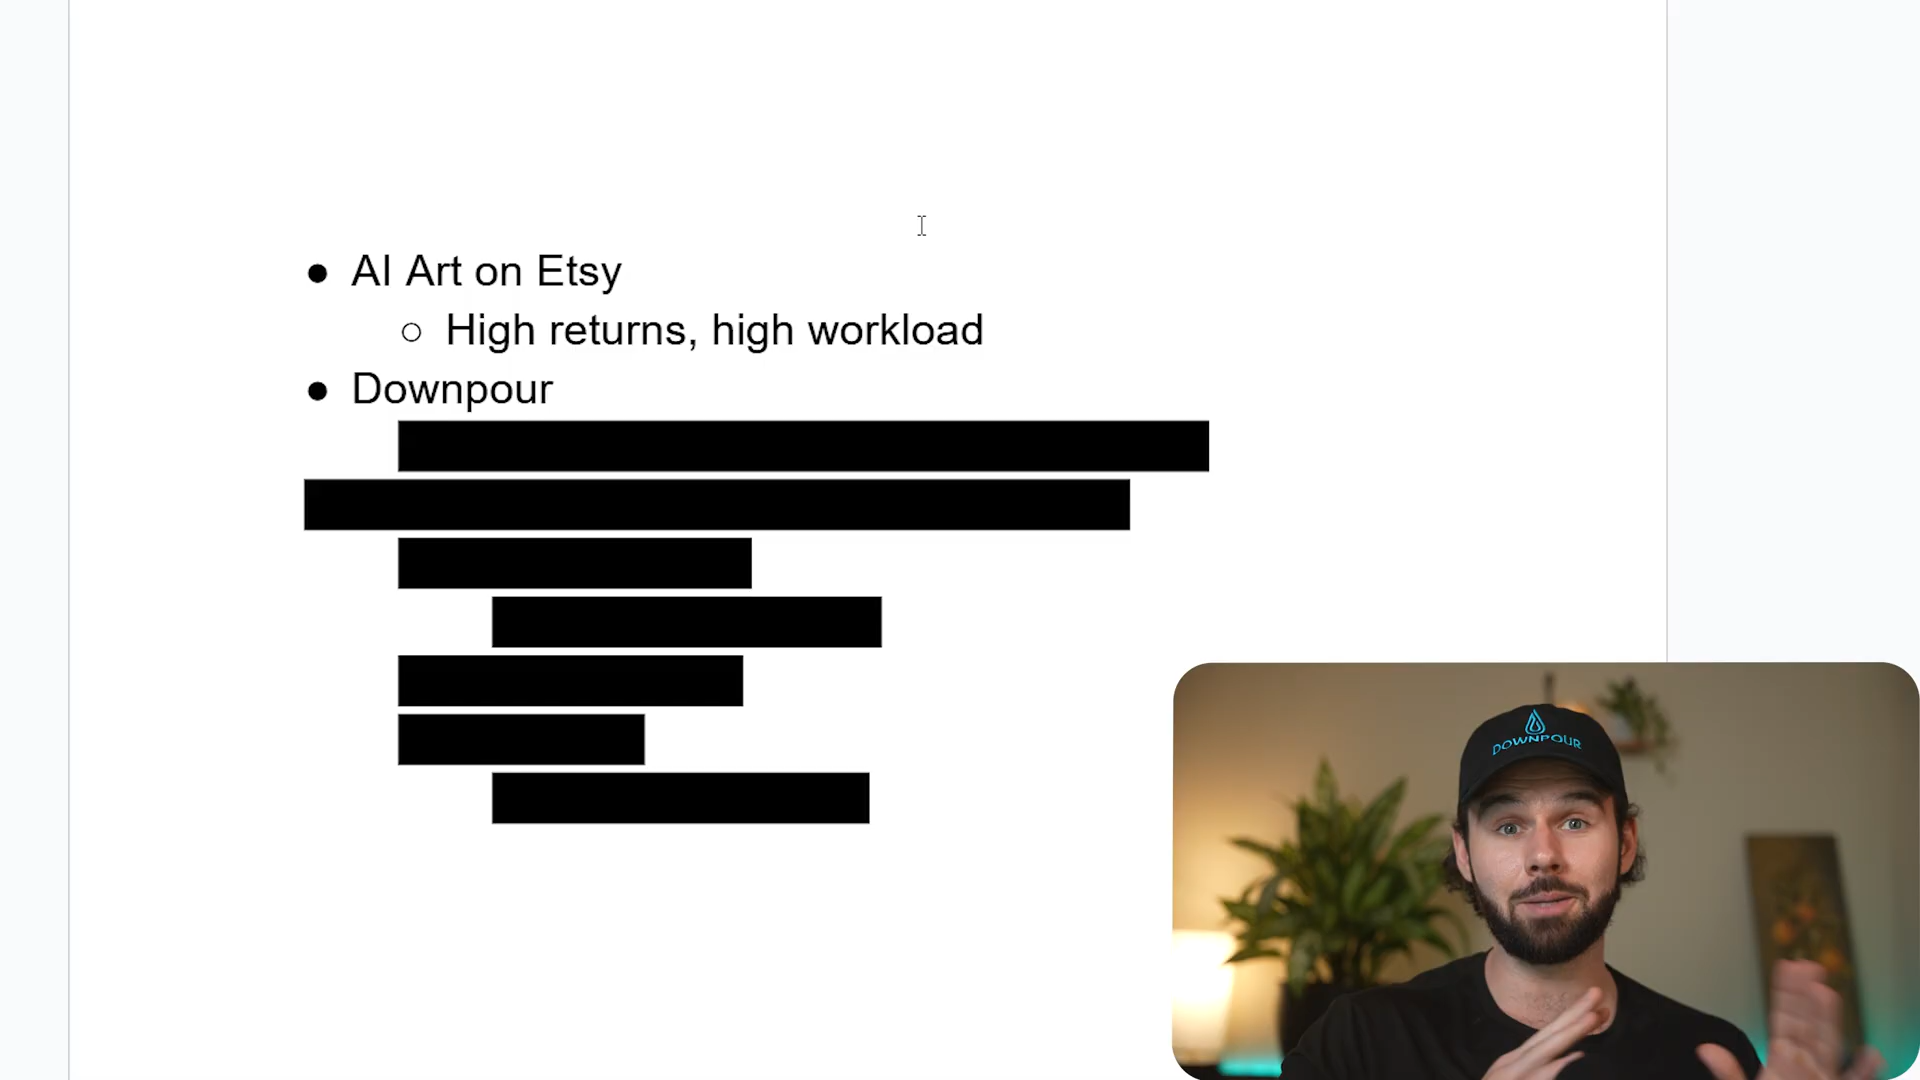 ● AI Art on Etsy
○ High returns, high workload
● Downpour
DOWNPOUR